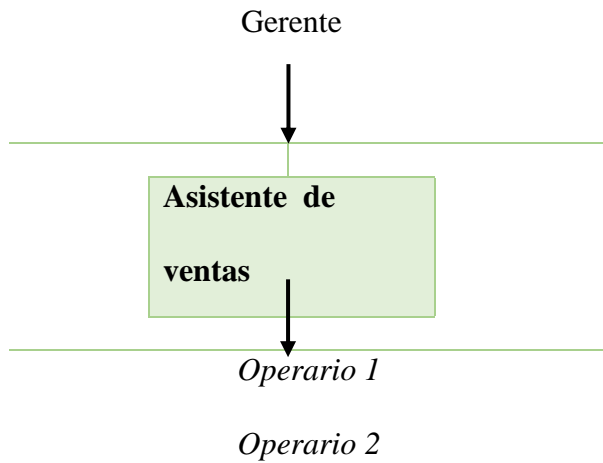 Gerente
Asistente de
ventas
Operario 1
Operario 2